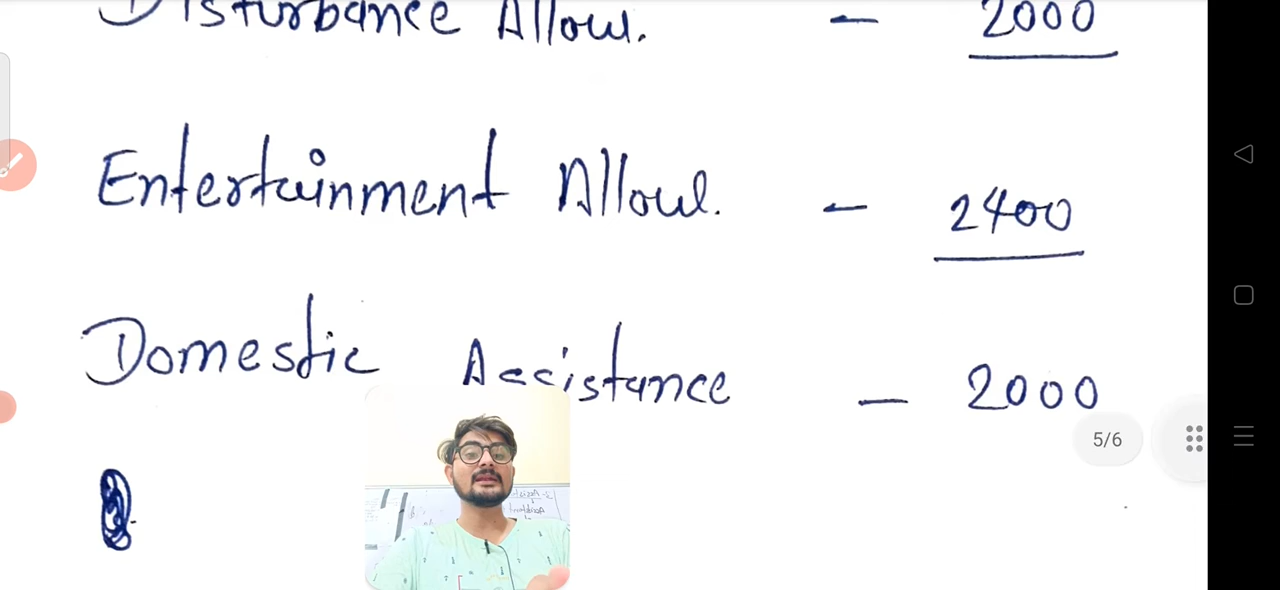 Disturbance Allow. - 2000
Entertainment Allow. - 2400
Domestic Assistance - 2000
5/6